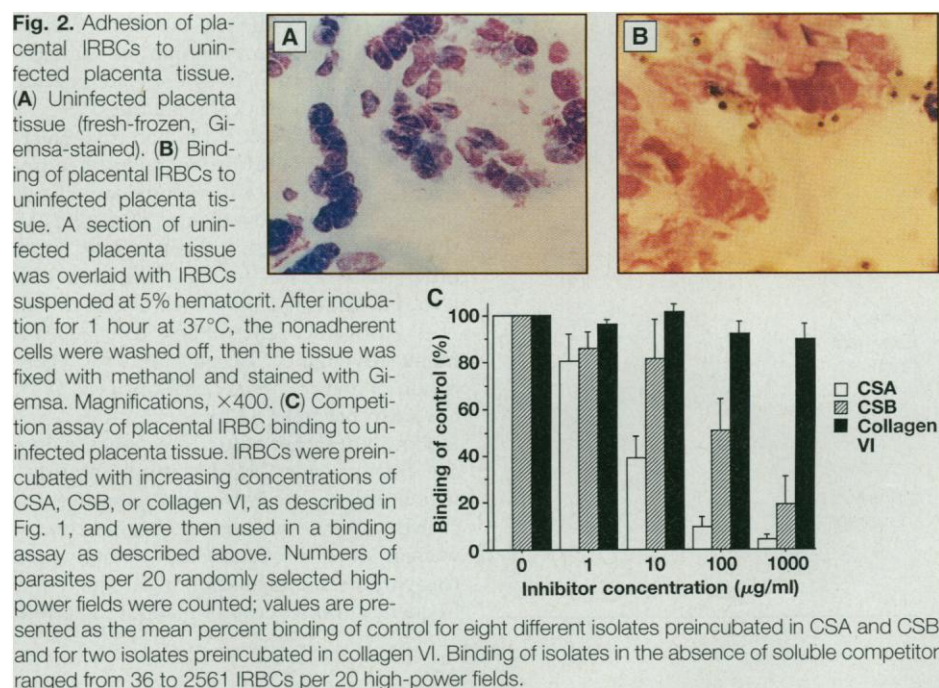 Fig. 2. Adhesion of pla-
cental IRBCs to unin-
fected placenta tissue.
(A) Uninfected placenta
tissue (fresh-frozen, Gi-
emsa-stained). (B) Bind-
ing of placental IRBCs to
uninfected placenta tis-
sue. A section of unin-
fected placenta tissue
was overlaid with IRBCs
suspended at 5% hematocrit. After incuba-
tion for 1 hour at 37°C, the nonadherent
cells were washed off, then the tissue was
fixed with methanol and stained with Gi-
emsa. Magnifications, ×400. (C) Competi-
tion assay of placental IRBC binding to un-
infected placenta tissue. IRBCs were prein-
cubated with increasing concentrations of
CSA, CSB, or collagen VI, as described in
Fig. 1, and were then used in a binding
assay as described above. Numbers of
parasites per 20 randomly selected high-
power fields were counted; values are pre-
sented as the mean percent binding of control for eight different isolates preincubated in CSA and CSB
and for two isolates preincubated in collagen VI. Binding of isolates in the absence of soluble competitor
ranged from 36 to 2561 IRBCs per 20 high-power fields.
A
B
C
Binding of control (%)
100
80
60
40
20
0
0 1 10 100 1000
Inhibitor concentration (μg/ml)
CSA
CSB
Collagen
VI